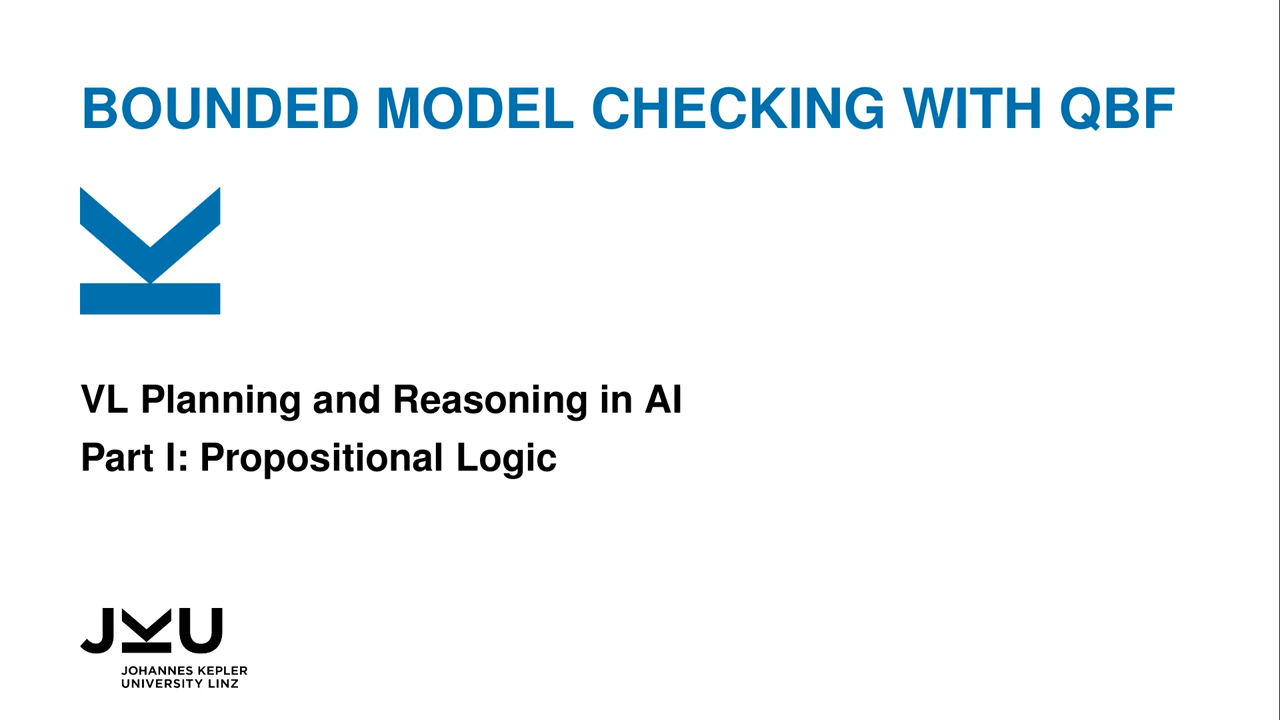 BOUNDED MODEL CHECKING WITH QBF
VL Planning and Reasoning in AI
Part I: Propositional Logic
JKU
JOHANNES KEPLER
UNIVERSITY LINZ